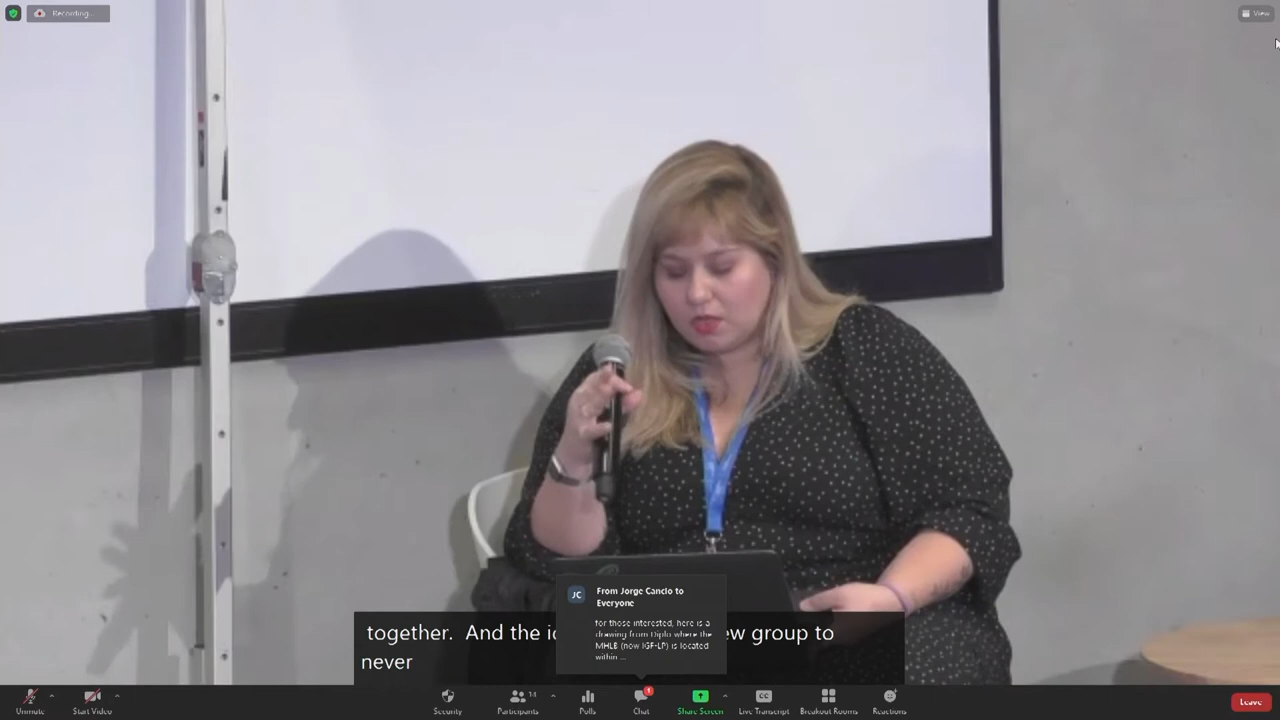 Recording...
View
From Jorge Cancio to
Everyone
JC
for those interested, here is a
drawing from Diplo where the
MHLB (now IGF-LP) is located
within ...
together. And the
group to
never
Unmute
Start Video
Security
Participants
14
Polls
Chat
1
Share Screen
CC
Live Transcript
Breakout Rooms
Reactions
Leave